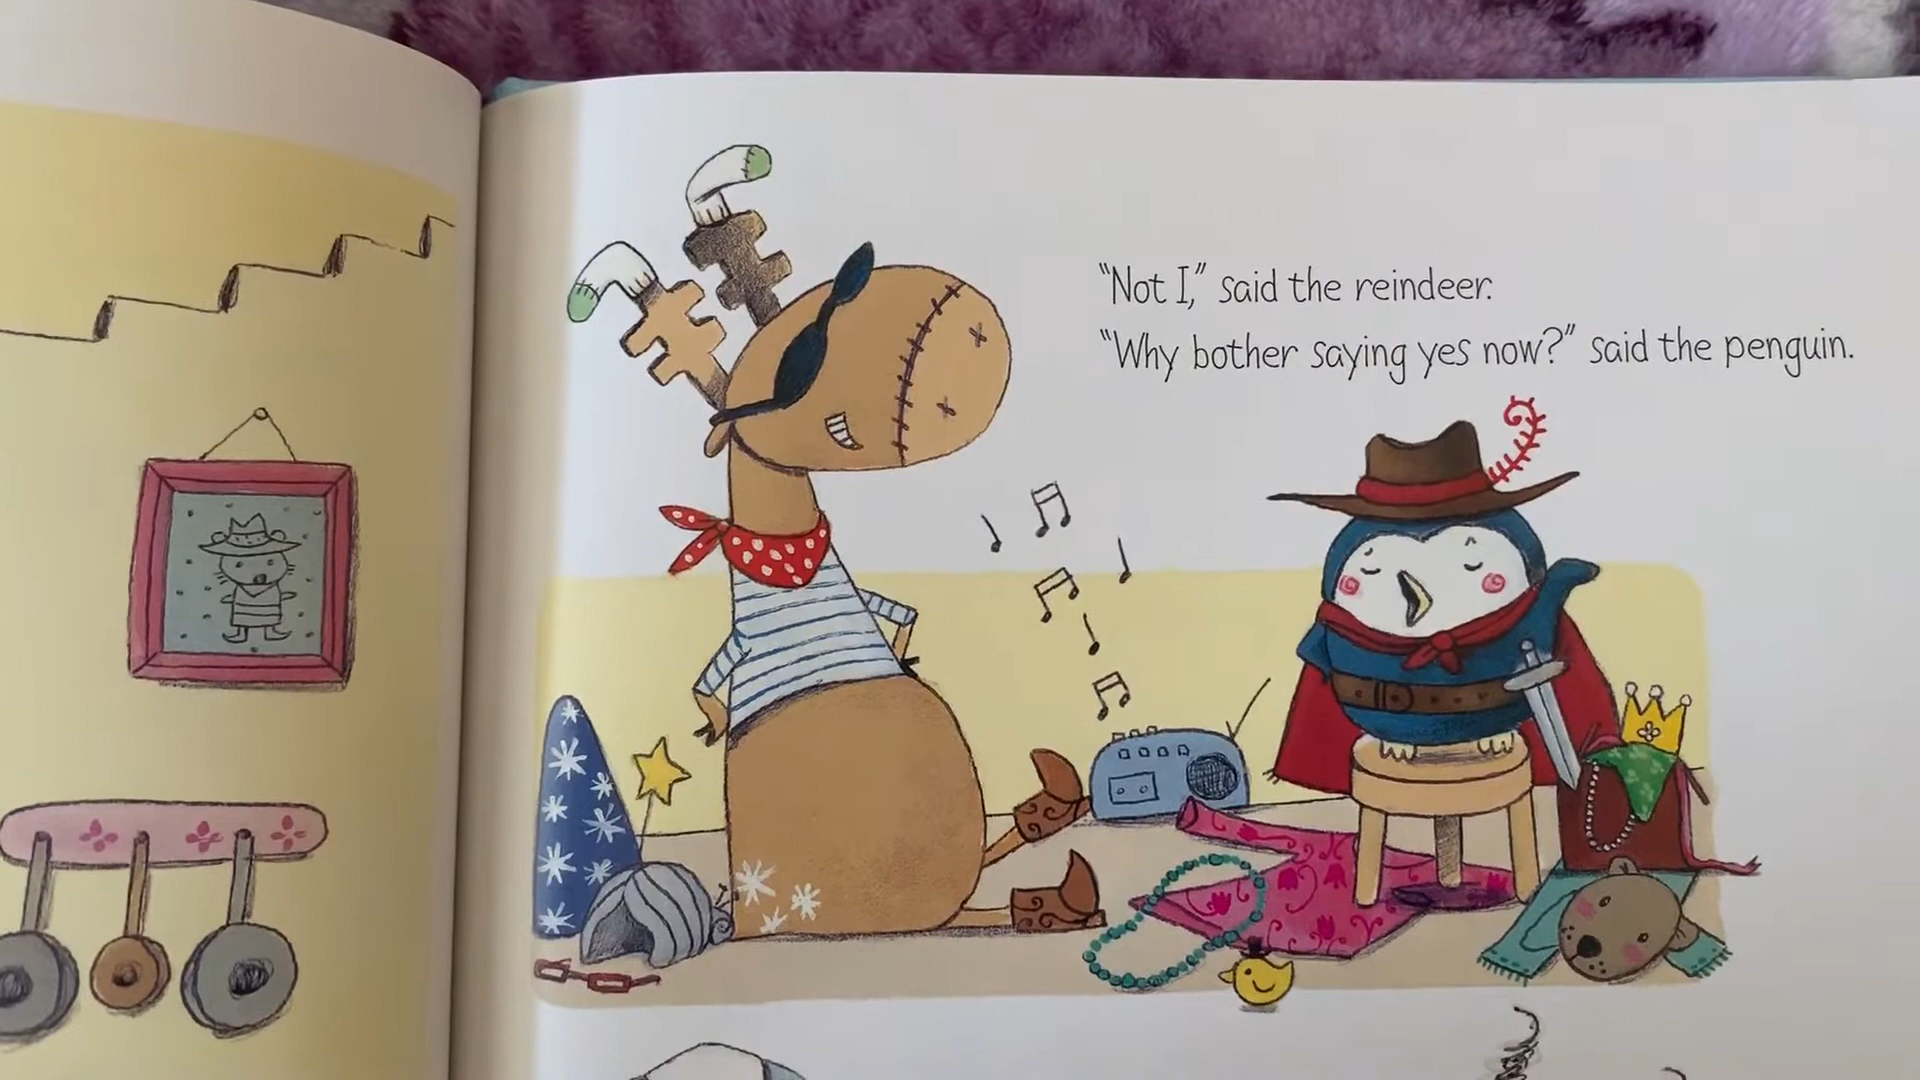 “Not I,” said the reindeer.
“Why bother saying yes now?” said the penguin.